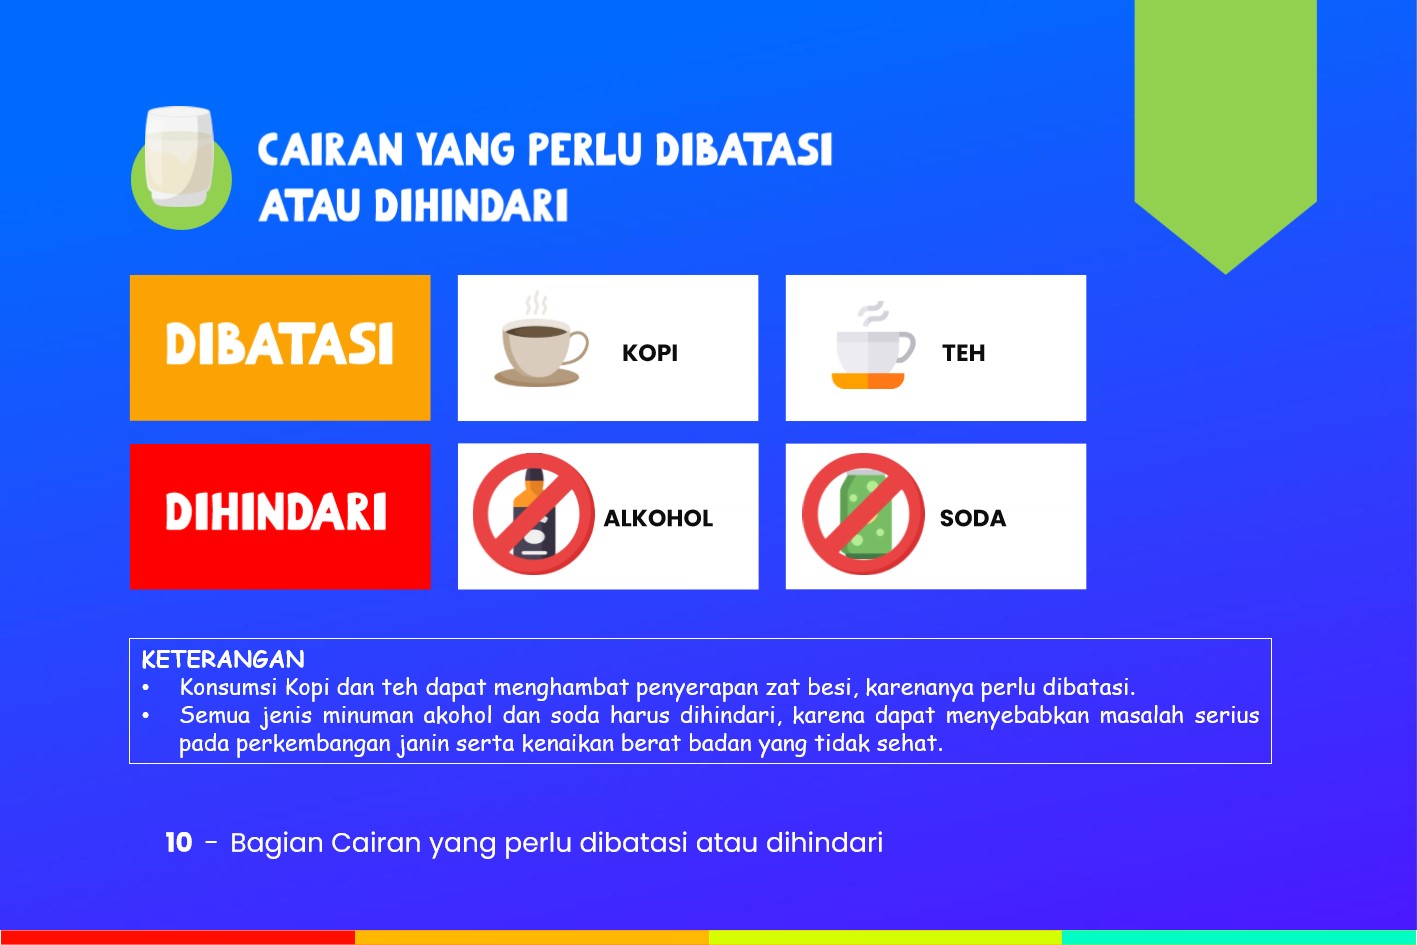 CAIRAN YANG PERLU DIBATASI
ATAU DIHINDARI
DIBATASI
KOPI
TEH
DIHINDARI
ALKOHOL
SODA
KETERANGAN
• Konsumsi Kopi dan teh dapat menghambat penyerapan zat besi, karenanya perlu dibatasi.
• Semua jenis minuman akohol dan soda harus dihindari, karena dapat menyebabkan masalah serius
pada perkembangan janin serta kenaikan berat badan yang tidak sehat.
10 - Bagian Cairan yang perlu dibatasi atau dihindari